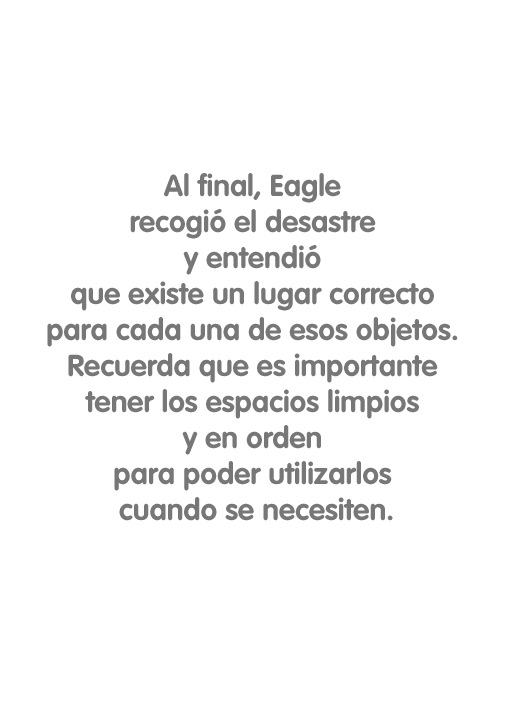 Al final, Eagle
recogió el desastre
y entendió
que existe un lugar correcto
para cada una de esos objetos.
Recuerda que es importante
tener los espacios limpios
y en orden
para poder utilizarlos
cuando se necesiten.